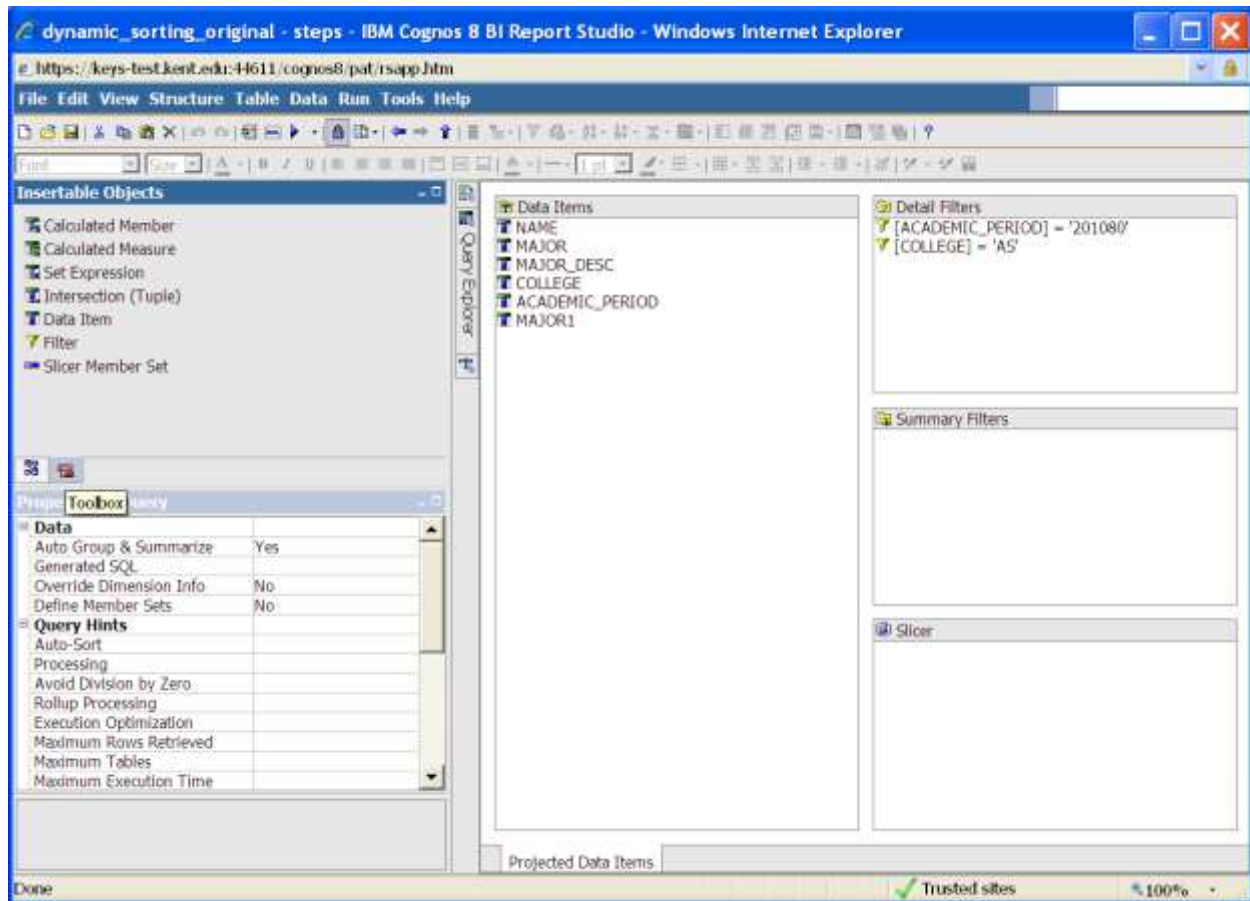 dynamic_sorting_original - steps - IBM Cognos 8 BI Report Studio - Windows Internet Explorer
https://keys-test.kent.edu:44611/cognos8/pat/rsapp.htm
File Edit View Structure Table Data Run Tools Help
Font Size 1 pt
Insertable Objects
Calculated Member
Calculated Measure
Set Expression
Intersection (Tuple)
Data Item
Filter
Slicer Member Set
Toolbox
Data
Auto Group & Summarize Yes
Generated SQL
Override Dimension Info No
Define Member Sets No
Query Hints
Auto-Sort
Processing
Avoid Division by Zero
Rollup Processing
Execution Optimization
Maximum Rows Retrieved
Maximum Tables
Maximum Execution Time
Query Explorer
Data Items
NAME
MAJOR
MAJOR_DESC
COLLEGE
ACADEMIC_PERIOD
MAJOR1
Detail Filters
[ACADEMIC_PERIOD] = '201080'
[COLLEGE] = 'AS'
Summary Filters
Slicer
Projected Data Items
Done
Trusted sites
100%